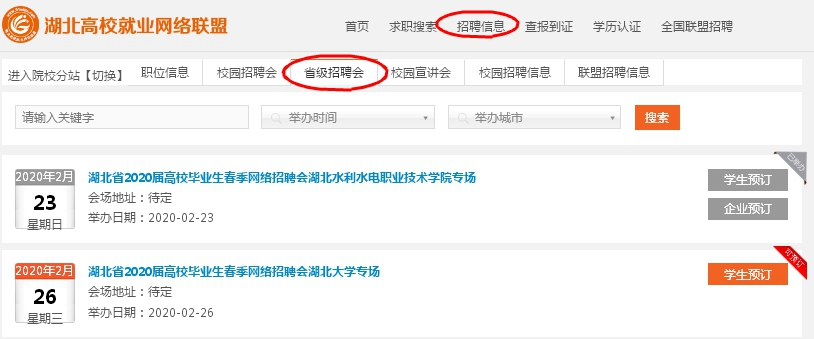 湖北高校就业网络联盟
首页 求职搜索 招聘信息 查报到证 学历认证 全国联盟招聘
进入院校分站【切换】 职位信息 校园招聘会 省级招聘会 校园宣讲会 校园招聘信息 联盟招聘信息
请输入关键字 举办时间 举办城市 搜索
已举办
2020年2月
23
星期日
湖北省2020届高校毕业生春季网络招聘会湖北水利水电职业技术学院专场
会场地址：待定
举办日期：2020-02-23
学生预订
企业预订
可预订
2020年2月
26
星期三
湖北省2020届高校毕业生春季网络招聘会湖北大学专场
会场地址：待定
举办日期：2020-02-26
学生预订